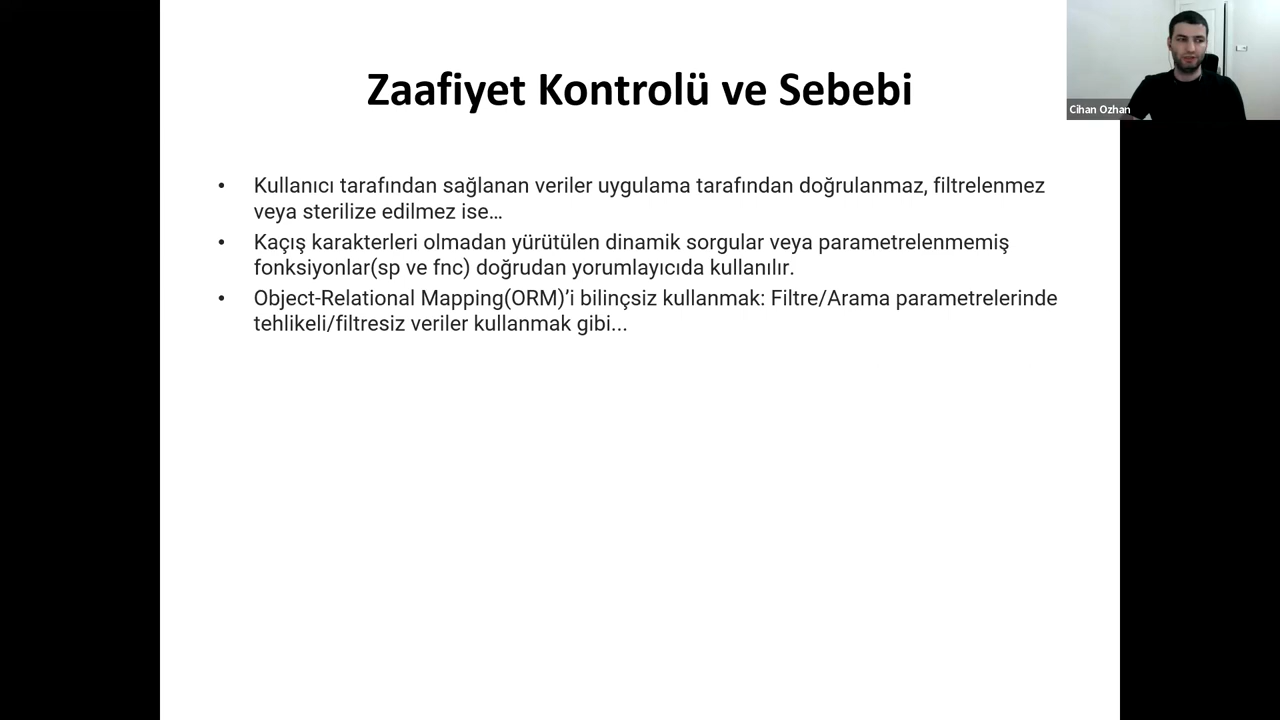 Zaafiyet Kontrolü ve Sebebi
Cihan Ozhan
• Kullanıcı tarafından sağlanan veriler uygulama tarafından doğrulanmaz, filtrelenmez
veya sterilize edilmez ise…
• Kaçış karakterleri olmadan yürütülen dinamik sorgular veya parametrelenmemiş
fonksiyonlar(sp ve fnc) doğrudan yorumlayıcıda kullanılır.
• Object-Relational Mapping(ORM)’i bilinçsiz kullanmak: Filtre/Arama parametrelerinde
tehlikeli/filtresiz veriler kullanmak gibi...